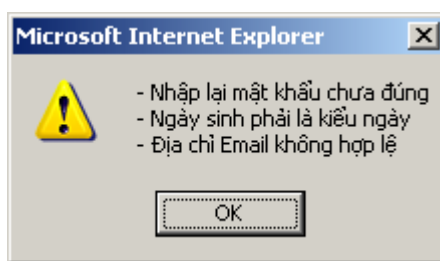 Microsoft Internet Explorer
- Nhập lại mật khẩu chưa đúng
- Ngày sinh phải là kiểu ngày
- Địa chỉ Email không hợp lệ
OK